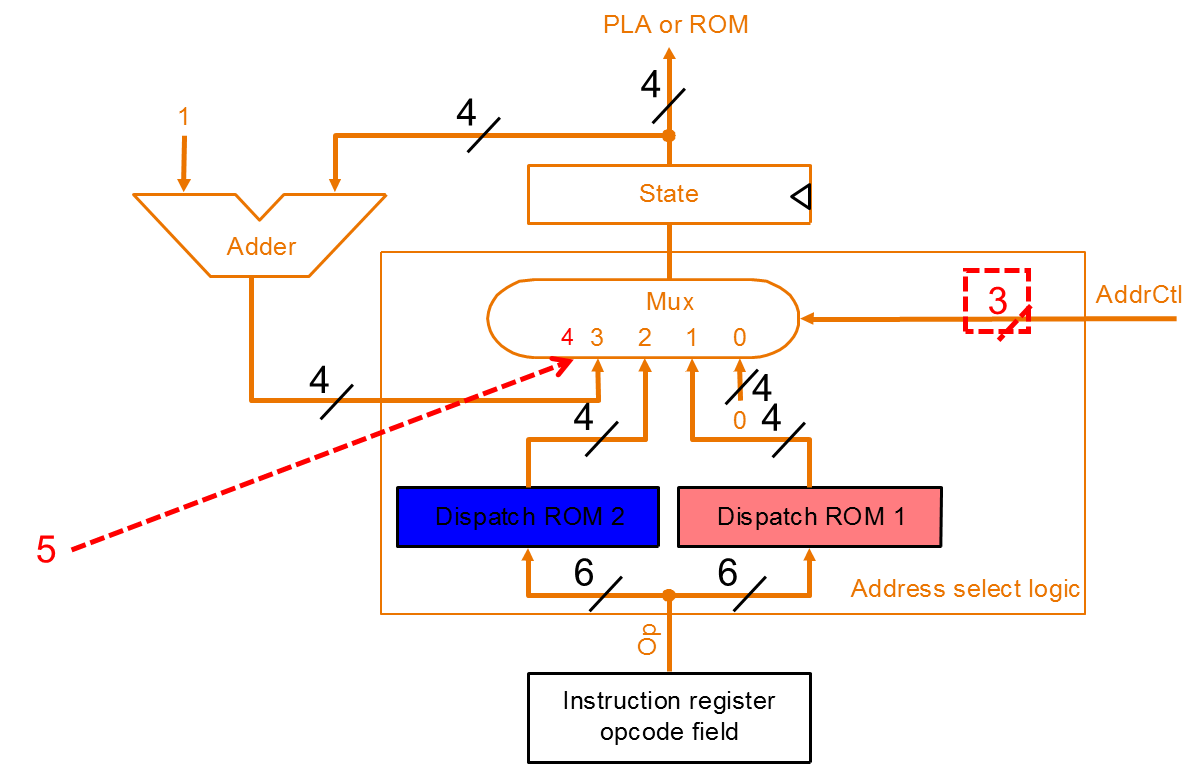 PLA or ROM
4
4
1
State
Adder
Mux
3
AddrCtl
4 3 2 1 0
4
4
4
4
0
Dispatch ROM 2
Dispatch ROM 1
5
6
6
Address select logic
Op
Instruction register
opcode field